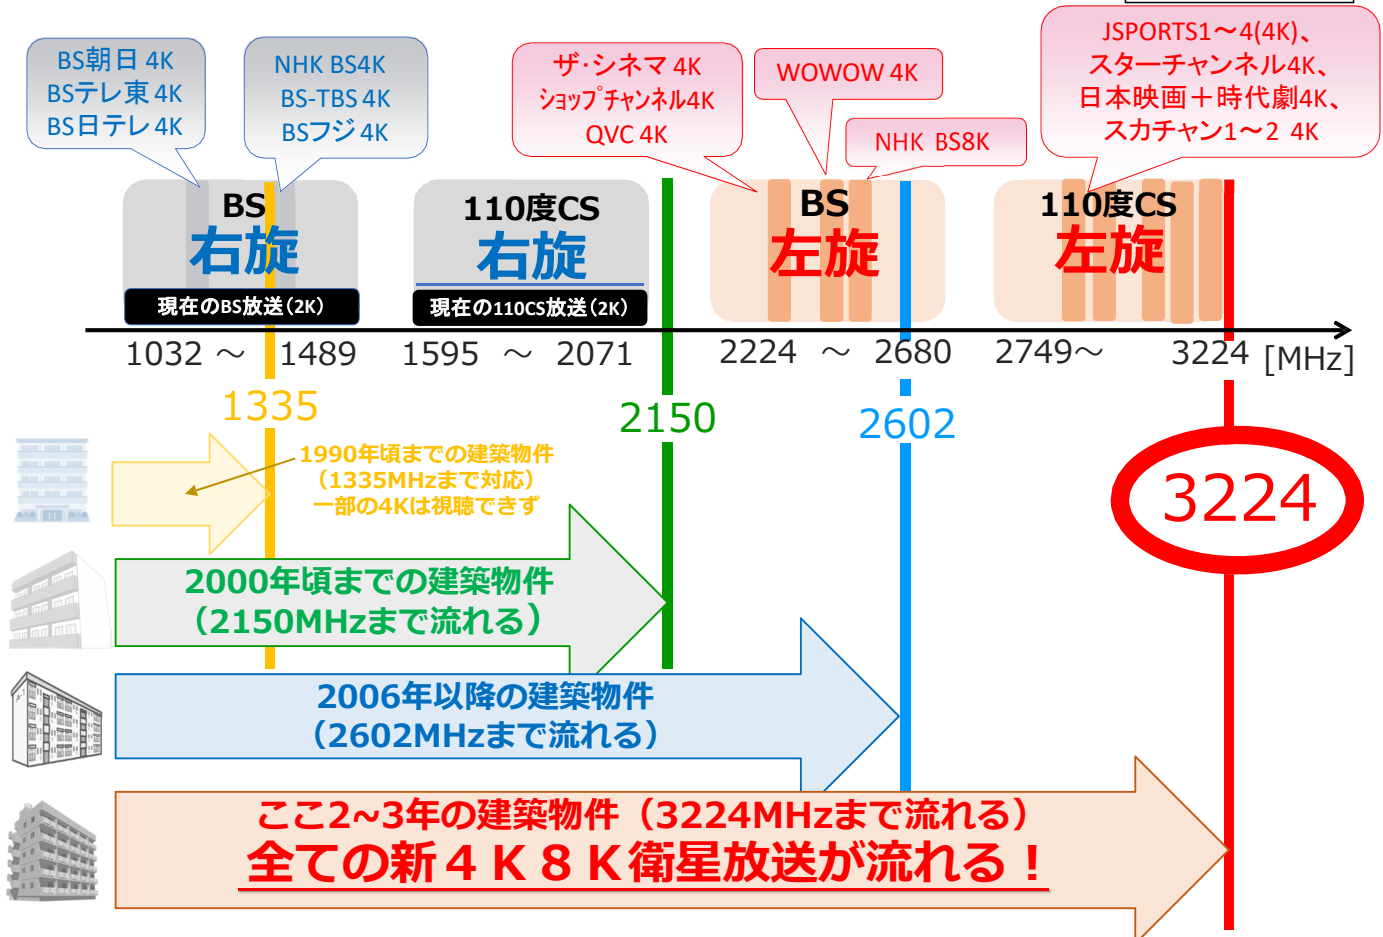 BS朝日 4K
BSテレ東 4K
BS日テレ 4K
NHK BS4K
BS-TBS 4K
BSフジ 4K
ザ・シネマ 4K
ショップチャンネル4K
QVC 4K
WOWOW 4K
NHK BS8K
JSPORTS1～4(4K)、
スターチャンネル4K、
日本映画＋時代劇4K、
スカチャン1～2 4K
BS
右旋
現在のBS放送（2K）
110度CS
右旋
現在の110CS放送（2K）
BS
左旋
110度CS
左旋
1032 ～ 1489
1595 ～ 2071
2224 ～ 2680
2749～ 3224 [MHz]
1335
2150
2602
3224
1990年頃までの建築物件
（1335MHzまで対応）
一部の4Kは視聴できず
2000年頃までの建築物件
（2150MHzまで流れる）
2006年以降の建築物件
（2602MHzまで流れる）
ここ2~3年の建築物件（3224MHzまで流れる）
全ての新４Ｋ８Ｋ衛星放送が流れる！